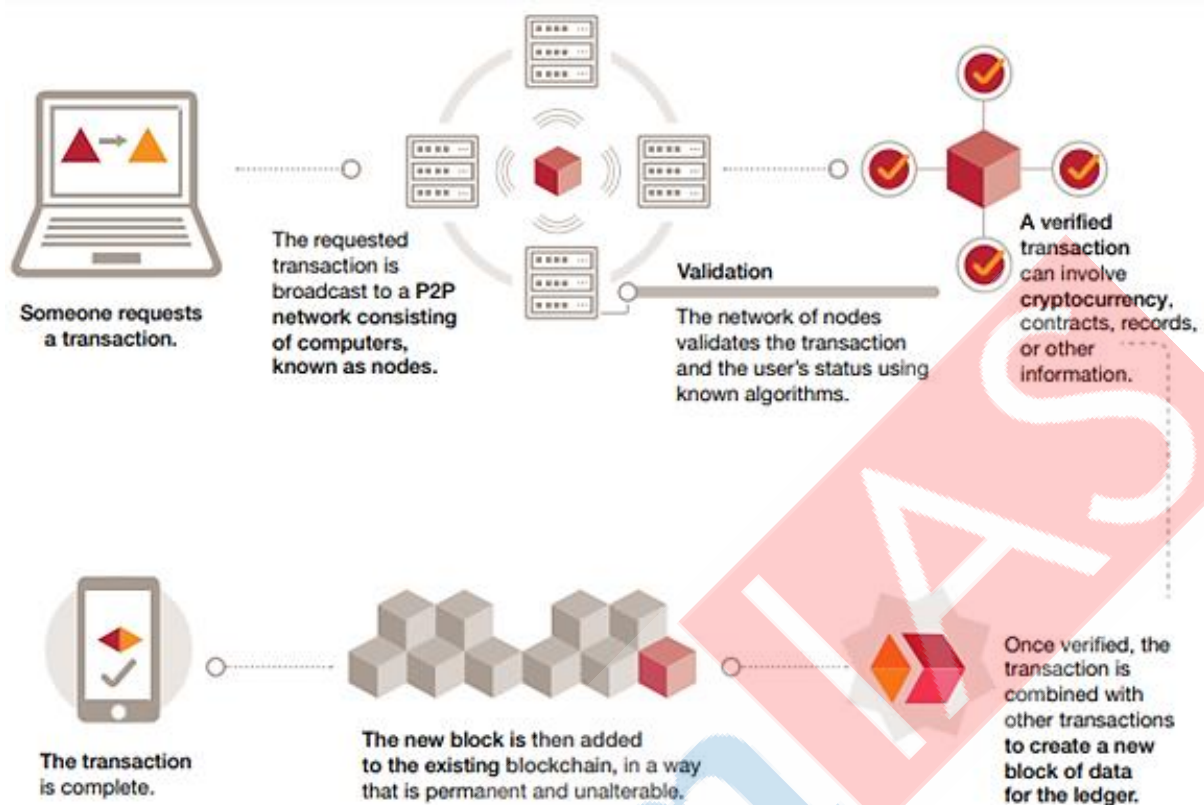 Someone requests
a transaction.
The requested
transaction is
broadcast to a P2P
network consisting
of computers,
known as nodes.
Validation
The network of nodes
validates the transaction
and the user's status using
known algorithms.
A verified
transaction
can involve
cryptocurrency,
contracts, records,
or other
information.
Once verified, the
transaction is
combined with
other transactions
to create a new
block of data
for the ledger.
The new block is then added
to the existing blockchain, in a way
that is permanent and unalterable.
The transaction
is complete.
IAS